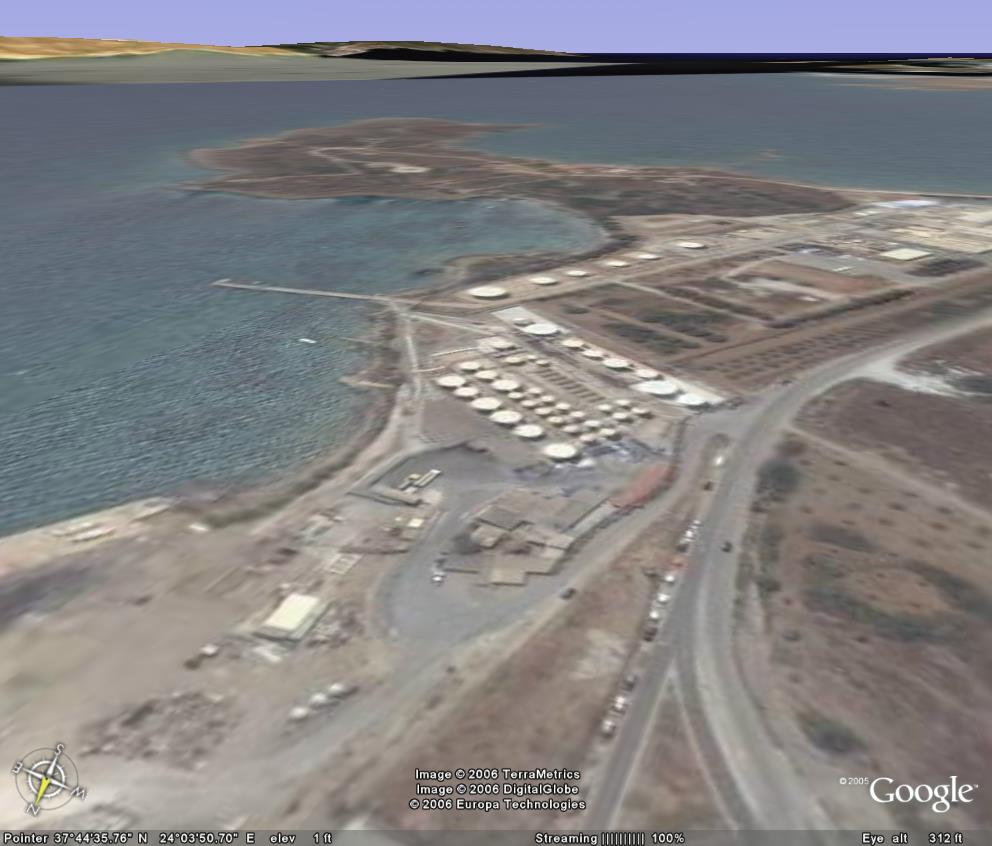 S
E
W
N
Image © 2006 TerraMetrics
Image © 2006 DigitalGlobe
© 2006 Europa Technologies
© 2005 Google™
Pointer 37°44'35.76" N 24°03'50.70" E elev 1 ft Streaming |||||||||| 100% Eye alt 312 ft